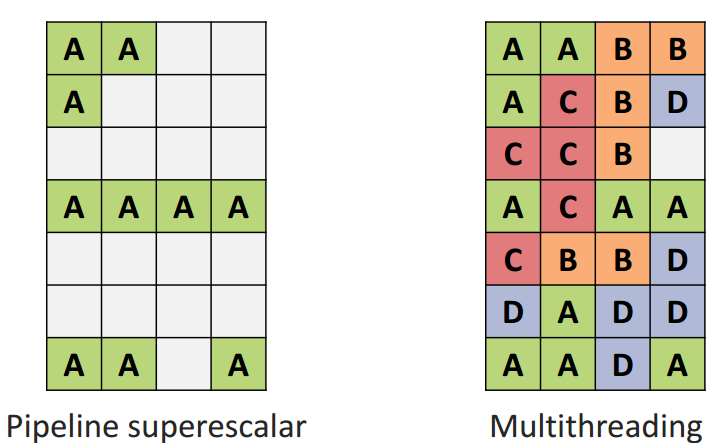 A A A A B B
A A C B D
C C B
A A A A A C A A
C B B D
D A D D
A A A A A D A
Pipeline superescalar Multithreading